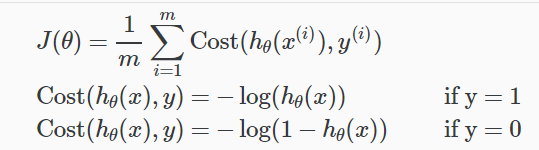 J(θ) = 1/m ∑_{i=1}^{m} Cost(h_θ(x^{(i)}), y^{(i)})
Cost(h_θ(x), y) = − log(h_θ(x)) if y = 1
Cost(h_θ(x), y) = − log(1 − h_θ(x)) if y = 0